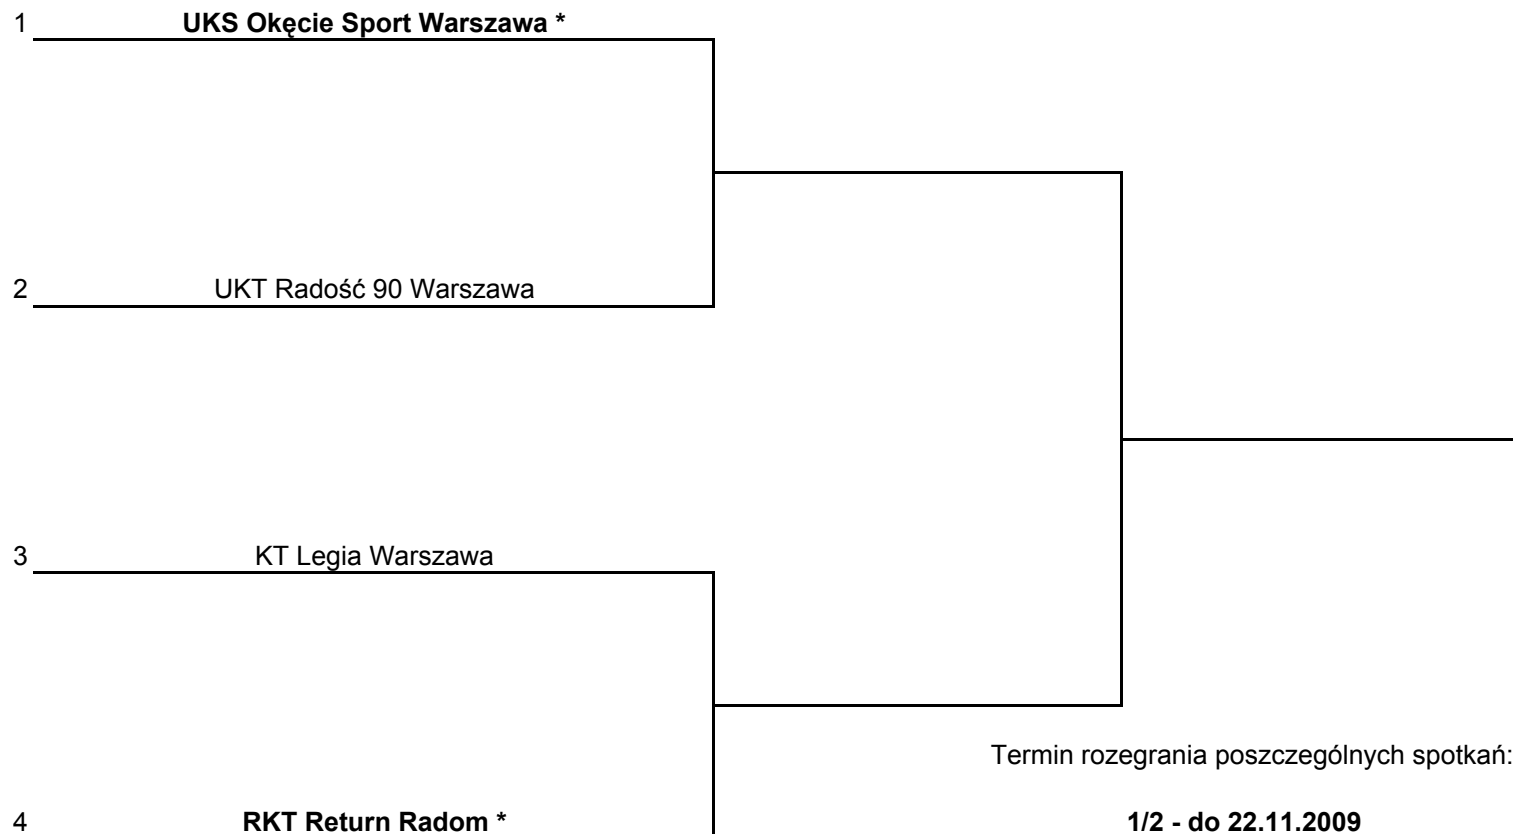 1 UKS Okęcie Sport Warszawa *
2 UKT Radość 90 Warszawa
3 KT Legia Warszawa
Termin rozegrania poszczególnych spotkań:
4 RKT Return Radom *
1/2 - do 22.11.2009